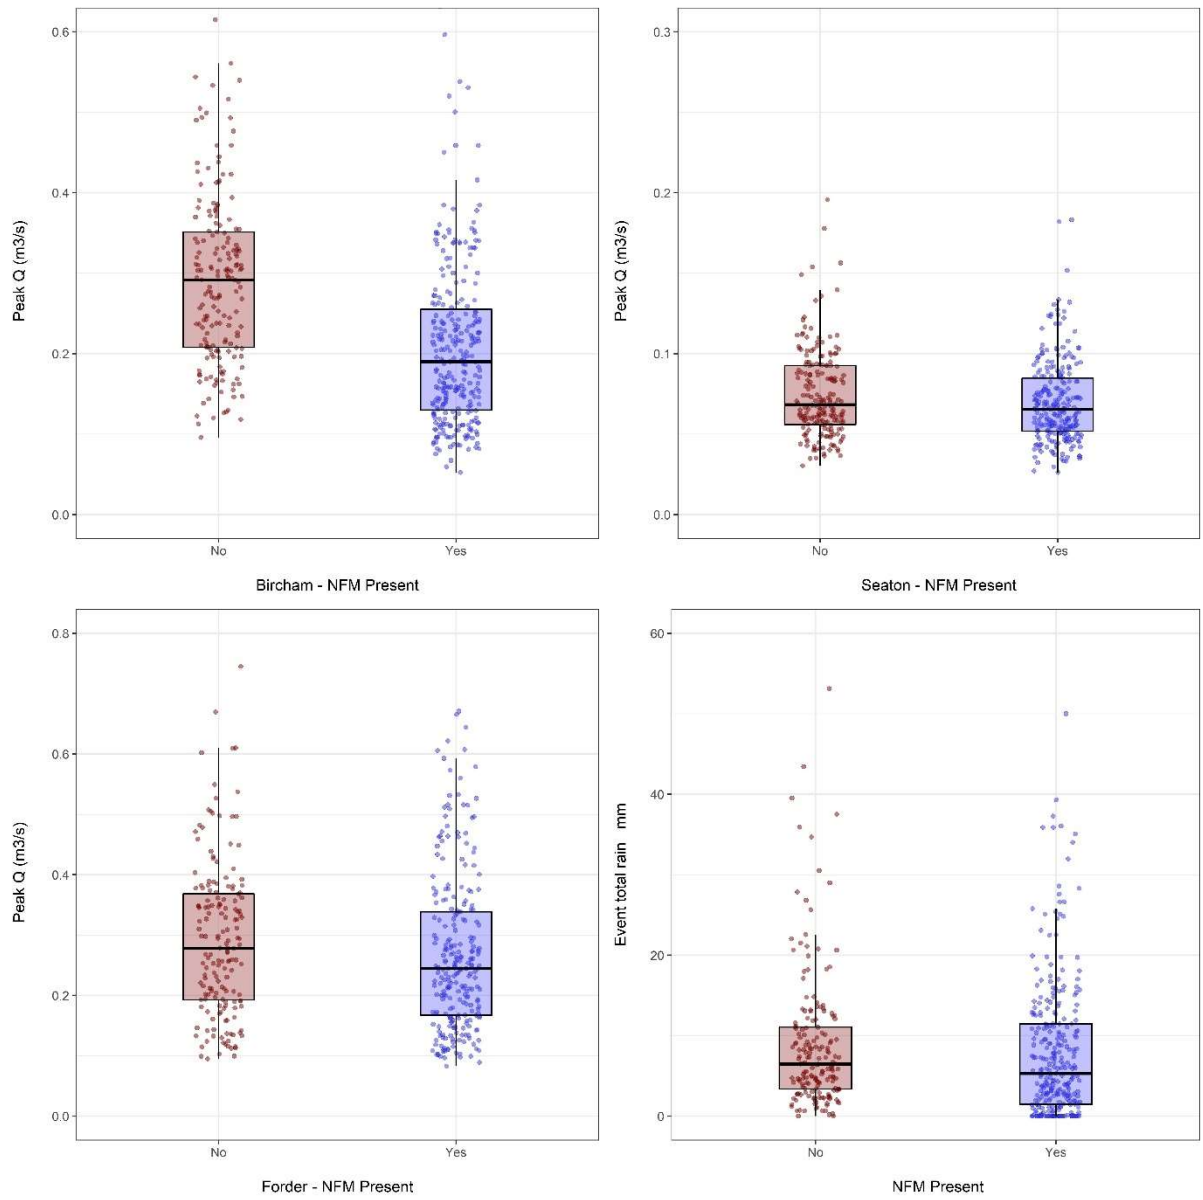 0.6
0.4
0.2
0.0
Peak Q (m3/s)
No
Yes
Bircham - NFM Present
0.3
0.2
0.1
0.0
Peak Q (m3/s)
No
Yes
Seaton - NFM Present
0.8
0.6
0.4
0.2
0.0
Peak Q (m3/s)
No
Yes
Forder - NFM Present
60
40
20
0
Event total rain mm
No
Yes
NFM Present